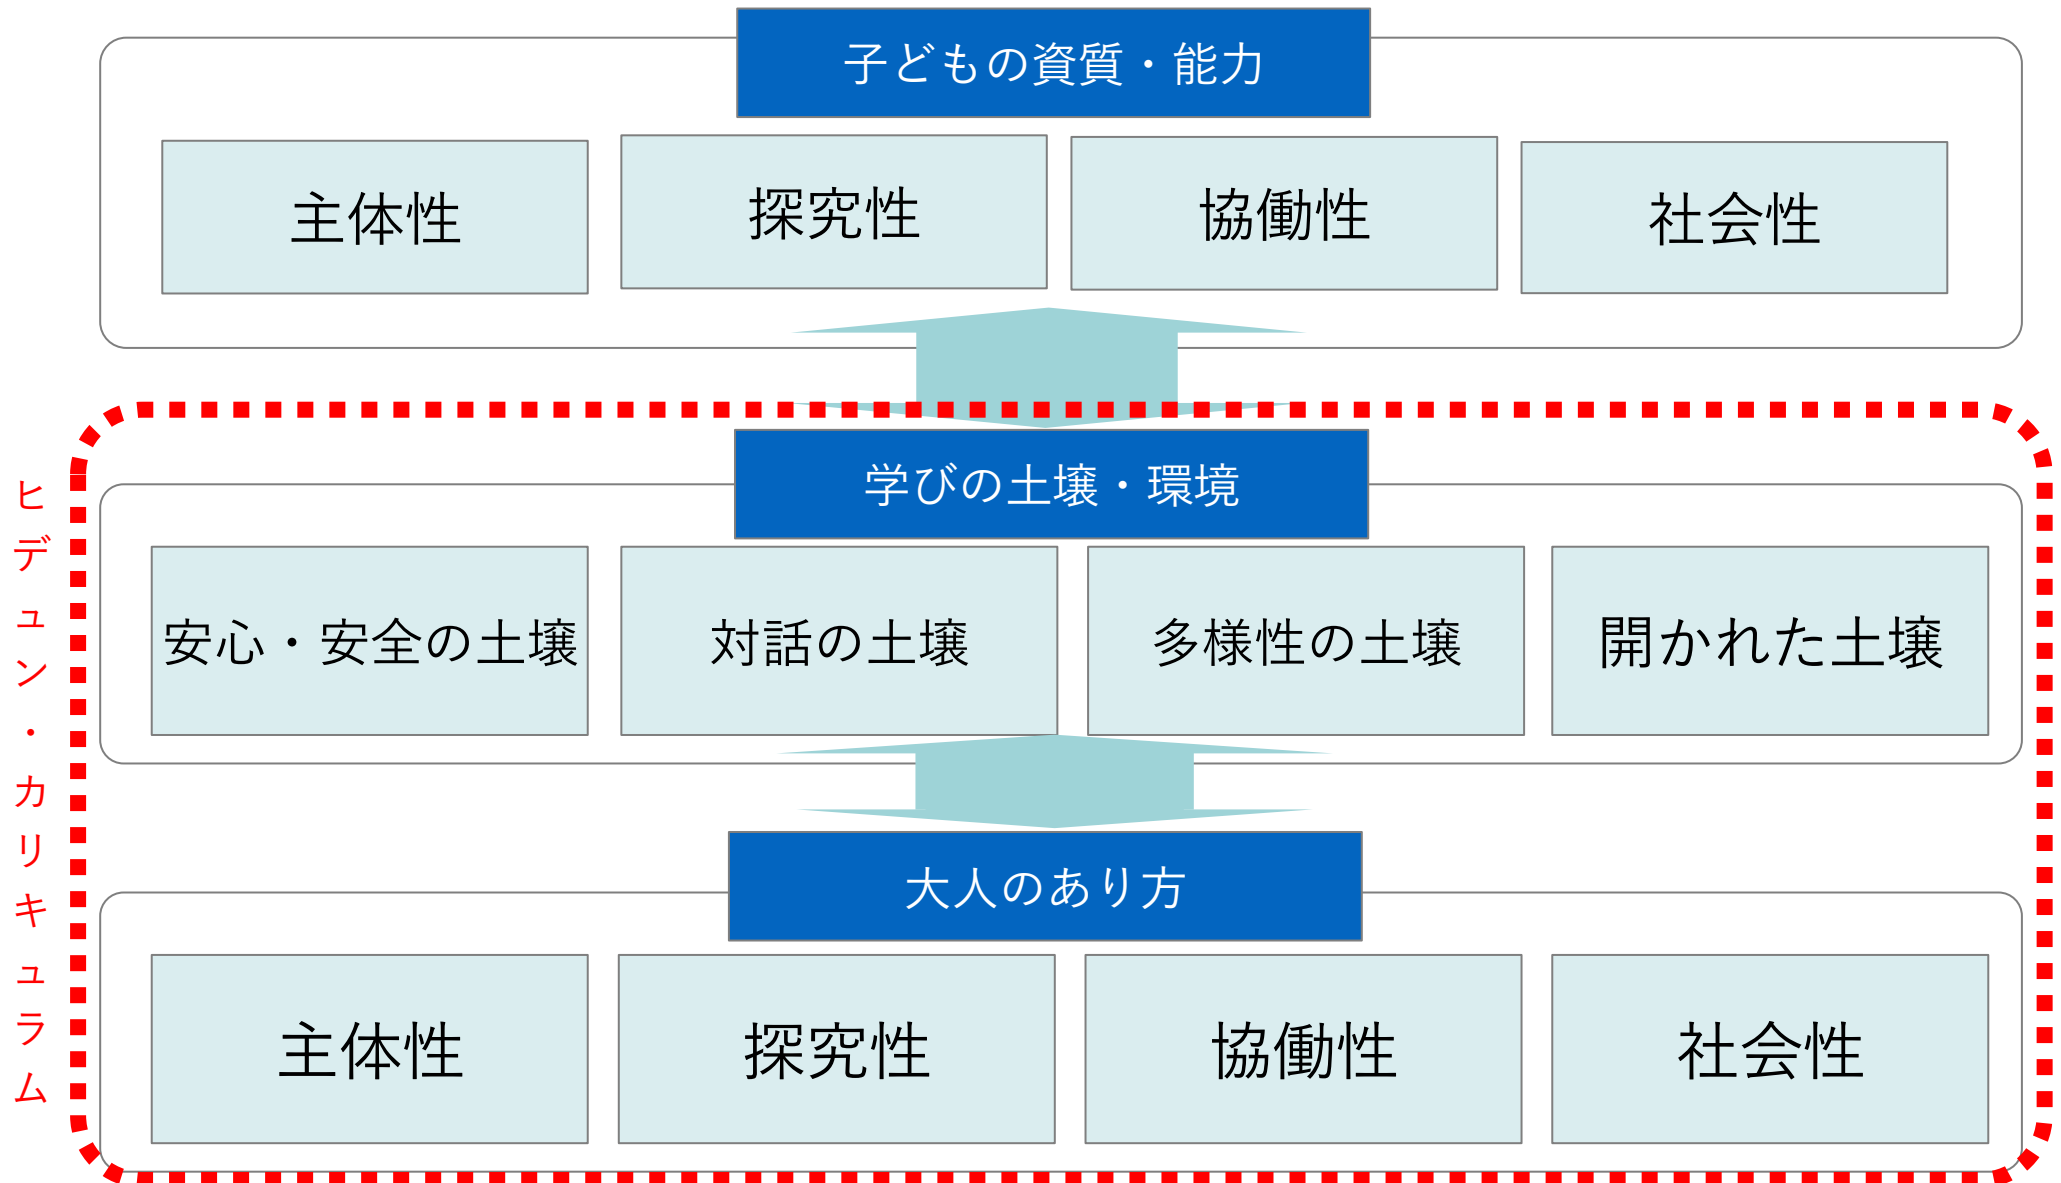 子どもの資質・能力
主体性
探究性
協働性
社会性
ヒデュン・カリキュラム
学びの土壌・環境
安心・安全の土壌
対話の土壌
多様性の土壌
開かれた土壌
大人のあり方
主体性
探究性
協働性
社会性